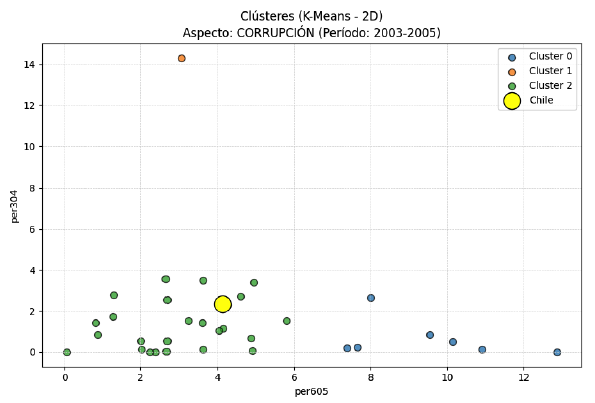 Clústeres (K-Means - 2D)
Aspecto: CORRUPCIÓN (Período: 2003-2005)
Cluster 0
Cluster 1
Cluster 2
Chile
per304
14
12
10
8
6
4
2
0
0
2
4
6
8
10
12
per605